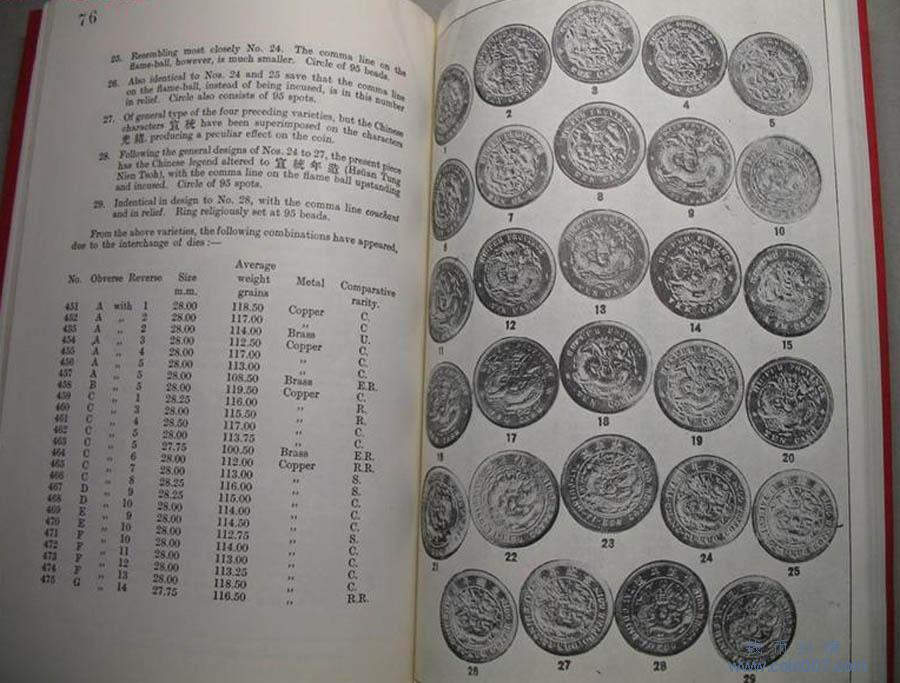 76
25. Resembling most closely No. 24. The comma line on the
flame-ball, however, is much smaller. Circle of 95 beads.
26. Also identical to Nos. 24 and 25 save that the comma line
on the flame-ball, instead of being incused, is in this number
in relief. Circle also consists of 95 spots.
27. Of general type of the four preceding varieties, but the Chinese
characters 宣 統 have been superimposed on the characters
光 緒, producing a peculiar effect on the coin.
28. Following the general designs of Nos. 24 to 27, the present piece
has the Chinese legend altered to 宣 統 年 造 (Hsüan Tung
Nien Tsoh), with the comma line on the flame ball upstanding
and incused. Circle of 95 spots.
29. Indentical in design to No. 28, with the comma line couchant
and in relief. Ring religiously set at 95 beads.
From the above varieties, the following combinations have appeared,
due to the interchange of dies :—
No. Obverse Reverse Size m.m. Average weight grains Metal Comparative rarity.
451 A with 1 28.00 118.50 Copper C.
452 A ,, 2 28.00 117.00 ,, C
435 A ,, 2 28.00 114.00 Brass U.
454 A ,, 3 28.00 112.50 Copper C.
455 A ,, 4 28.00 117.00 ,, C.
456 A ,, 5 28.00 113.00 ,, C.
457 A ,, 5 28.00 108.50 Brass E.R.
458 B ,, 5 28.00 119.50 Copper C.
459 C ,, 1 28.25 116.00 ,, R.
460 C ,, 3 28.00 115.50 ,, R.
461 C ,, 4 28.50 117.00 ,, C.
462 C ,, 5 28.00 113.75 ,, C.
463 C ,, 5 27.75 100.50 Brass E.R.
464 C ,, 6 28.00 112.00 Copper R.R.
465 C ,, 7 28.00 113.00 ,, S.
466 C ,, 8 28.25 116.00 ,, S.
467 D ,, 9 28.25 115.00 ,, C.
468 D ,, 10 28.00 114.00 ,, C.
469 E ,, 9 28.00 114.50 ,, C.
470 E ,, 10 28.00 112.75 ,, S.
471 F ,, 10 28.00 114.00 ,, C.
472 F ,, 11 28.00 113.00 ,, C.
473 F ,, 12 28.00 113.25 ,, C.
474 F ,, 13 28.00 118.50 ,, C.
475 G ,, 14 27.75 116.50 ,, R.R.
1 2 3 4 5
6 7 8 9 10
11 12 13 14 15
16 17 18 19 20
21 22 23 24 25
26 27 28 29
www.coin007.com